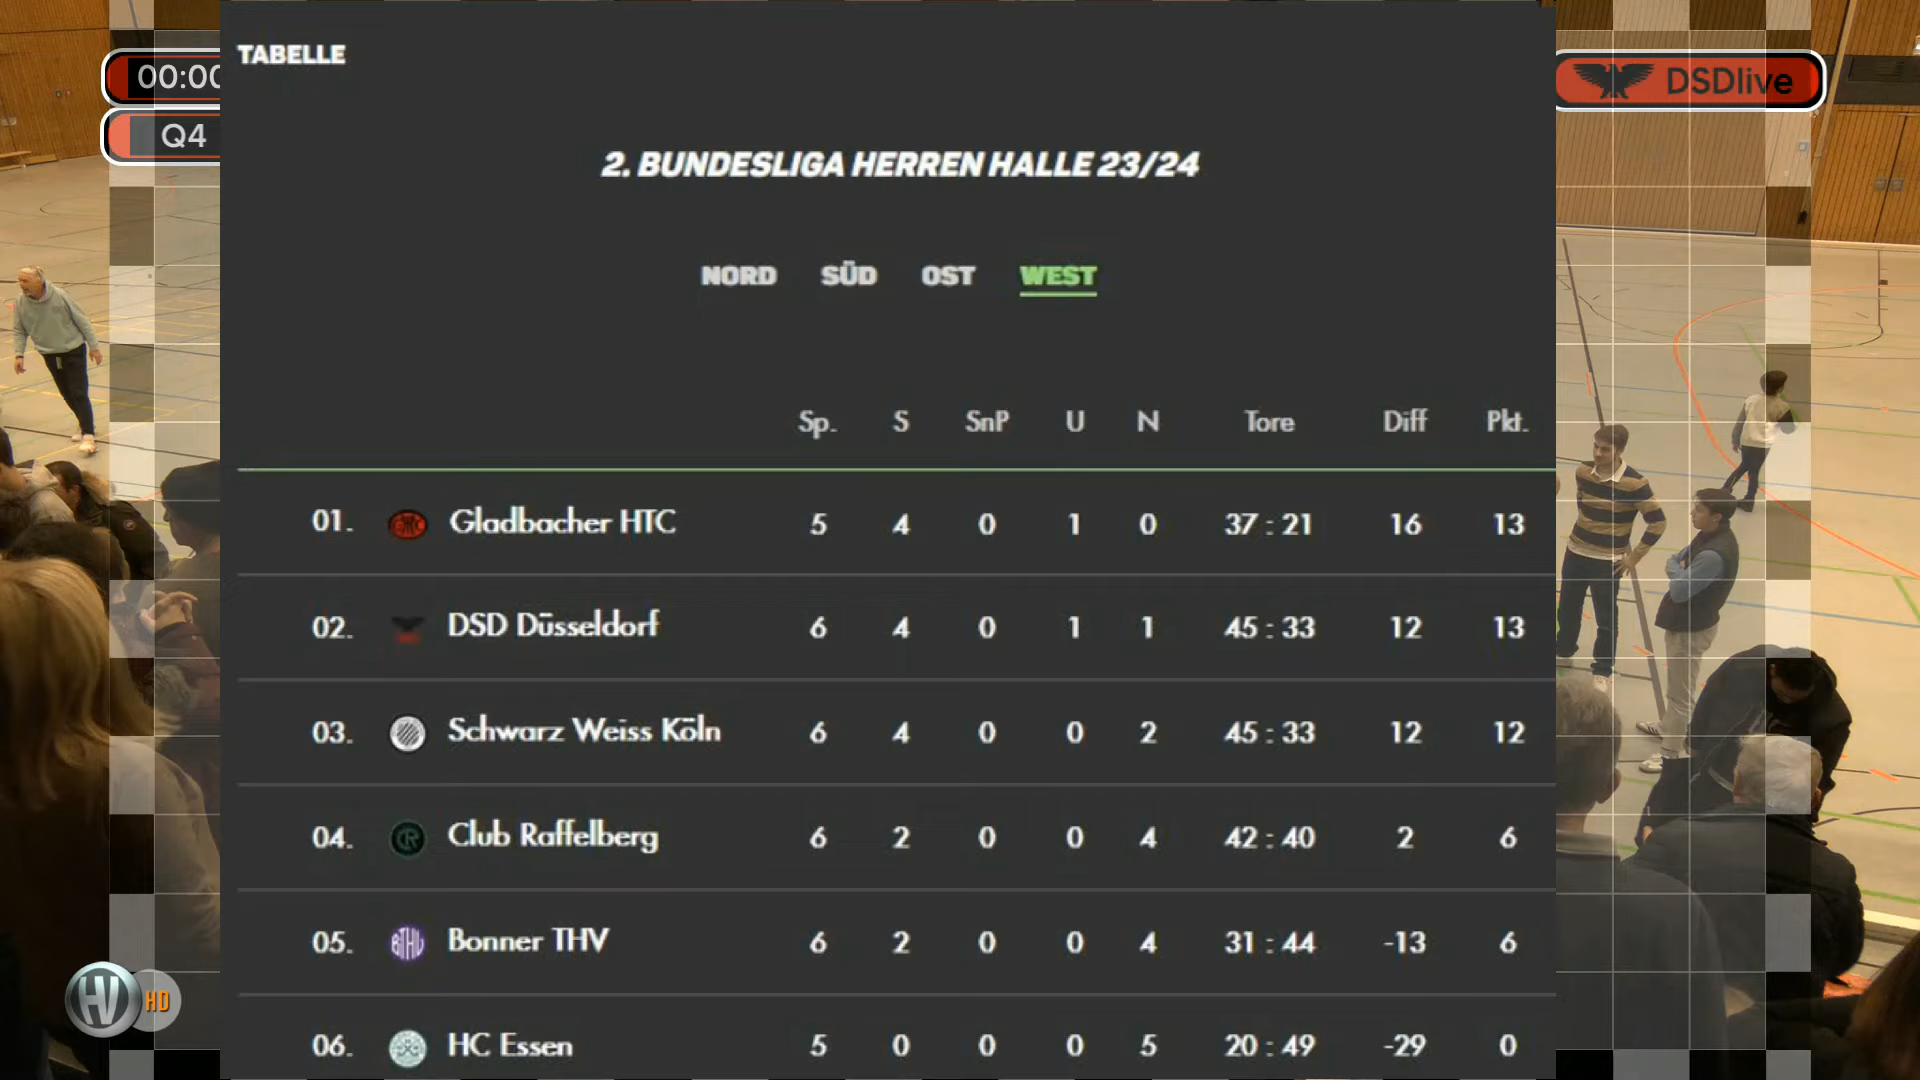 TABELLE
00:00
Q4
DSDlive
2. BUNDESLIGA HERREN HALLE 23/24
NORD SÜD OST WEST
Sp. S SnP U N Tore Diff Pkt.
01. Gladbacher HTC 5 4 0 1 0 37 : 21 16 13
02. DSD Düsseldorf 6 4 0 1 1 45 : 33 12 13
03. Schwarz Weiss Köln 6 4 0 0 2 45 : 33 12 12
04. CR Club Raffelberg 6 2 0 0 4 42 : 40 2 6
05. BTHV Bonner THV 6 2 0 0 4 31 : 44 -13 6
06. HC Essen 5 0 0 0 5 20 : 49 -29 0
HV HD